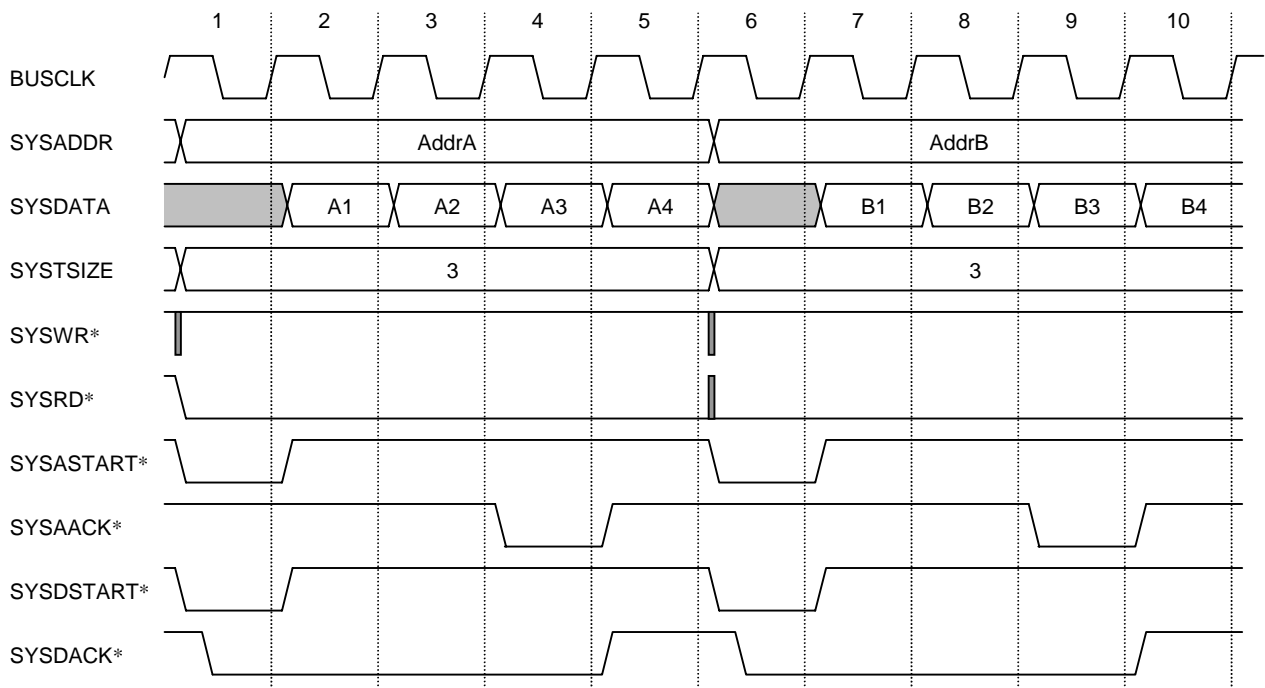 1 2 3 4 5 6 7 8 9 10
BUSCLK
SYSADDR AddrA AddrB
SYSDATA A1 A2 A3 A4 B1 B2 B3 B4
SYSTSIZE 3 3
SYSWR*
SYSRD*
SYSASTART*
SYSAACK*
SYSDSTART*
SYSDACK*